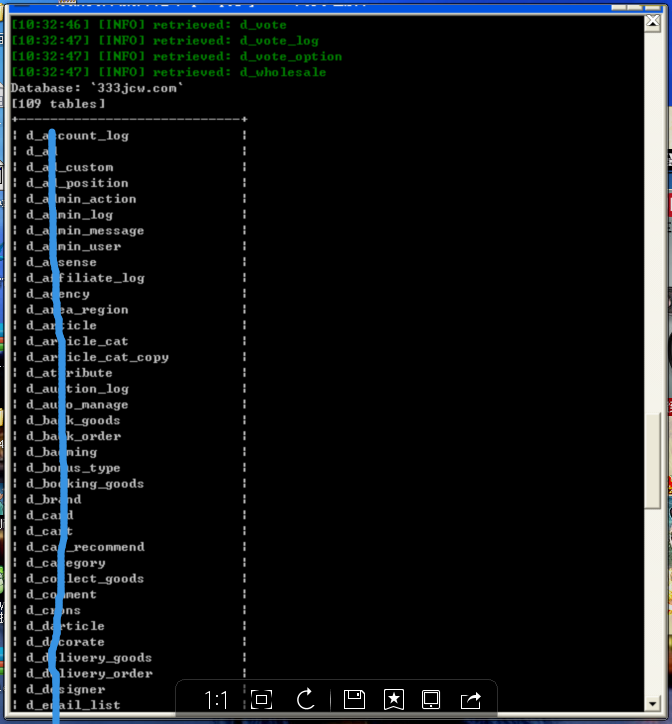 [10:32:46] [INFO] retrieved: d_vote
[10:32:47] [INFO] retrieved: d_vote_log
[10:32:47] [INFO] retrieved: d_vote_option
[10:32:47] [INFO] retrieved: d_wholesale
Database: `333jcw.com`
[109 tables]
d_account_log
d_ad
d_ad_custom
d_ad_position
d_admin_action
d_admin_log
d_admin_message
d_admin_user
d_adsense
d_affiliate_log
d_agency
d_area_region
d_article
d_article_cat
d_article_cat_copy
d_attribute
d_auction_log
d_auto_manage
d_back_goods
d_back_order
d_baoming
d_bonus_type
d_booking_goods
d_brand
d_card
d_cart
d_cat_recommend
d_category
d_collect_goods
d_comment
d_crons
d_darticle
d_decorate
d_delivery_goods
d_delivery_order
d_designer
d_email_list
1:1